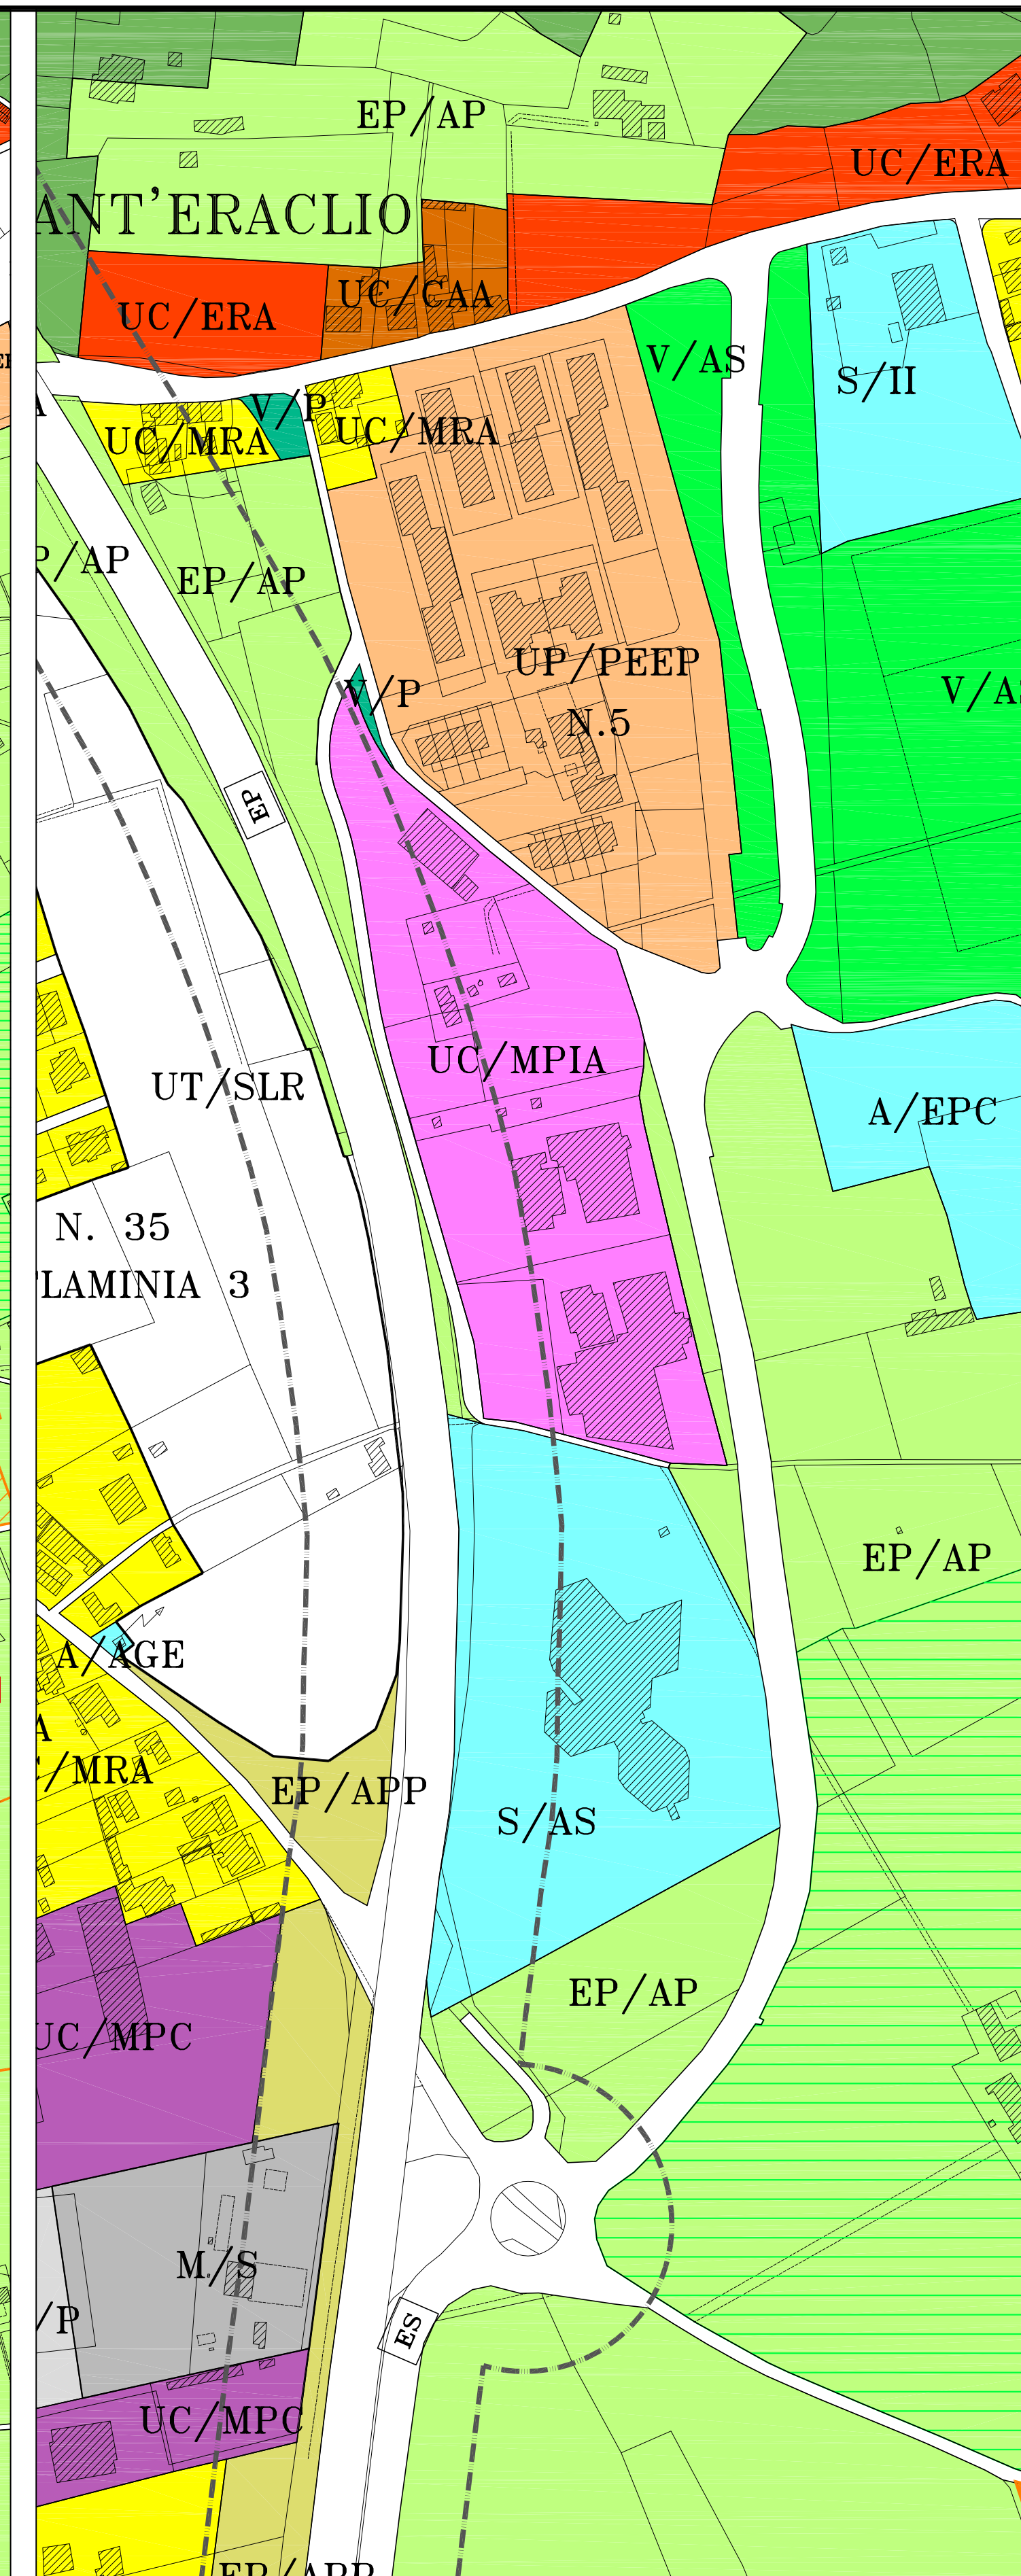 EP/AP
UC/ERA
ANT'ERACLIO
UC/CAA
UC/ERA
V/AS
S/II
V/P
UC/MRA
UC/MRA
A
P/AP
EP/AP
UP/PEEP
N.5
V/P
V/A
EP
UC/MPIA
UT/SLR
A/EPC
N. 35
LAMINIA 3
EP/AP
A/AGE
A
/MRA
EP/APP
S/AS
EP/AP
UC/MPC
M/S
/P
ES
UC/MPC
EP/APP